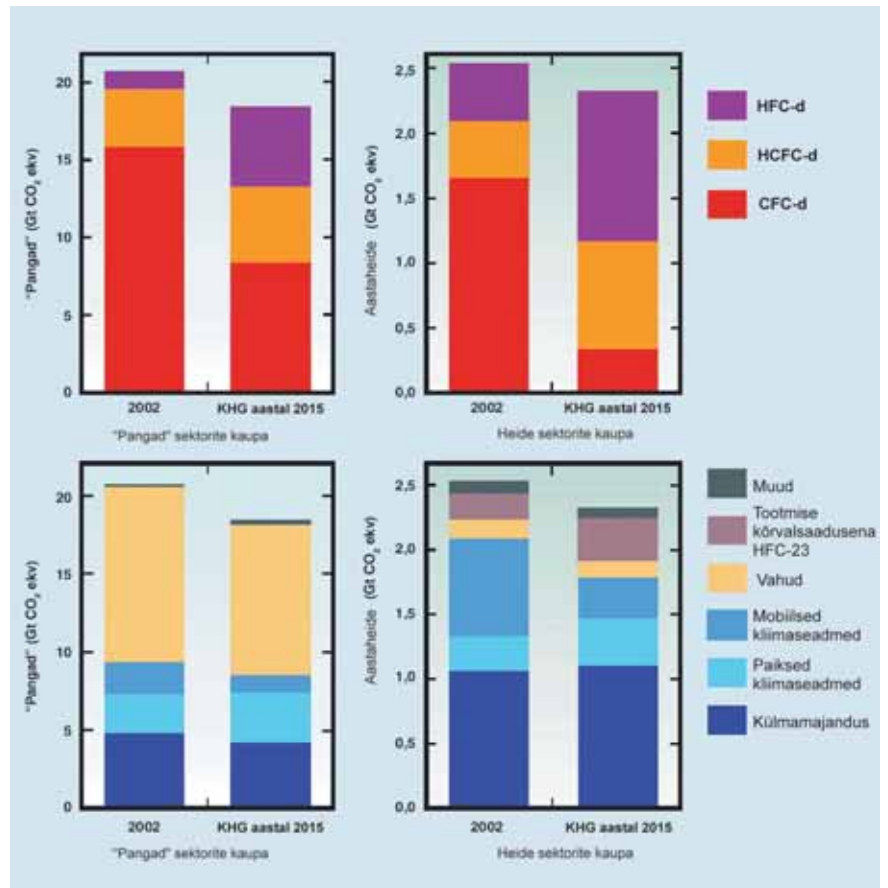 "Pangad" (Gt CO₂ ekv)
20
15
10
5
0
2002
KHG aastal 2015
"Pangad" sektorite kaupa
Aastaheide (Gt CO₂ ekv)
2,5
2,0
1,5
1,0
0,5
0,0
2002
KHG aastal 2015
Heide sektorite kaupa
HFC-d
HCFC-d
CFC-d
"Pangad" (Gt CO₂ ekv)
20
15
10
5
0
2002
KHG aastal 2015
"Pangad" sektorite kaupa
Aastaheide (Gt CO₂ ekv)
2,5
2,0
1,5
1,0
0,5
0,0
2002
KHG aastal 2015
Heide sektorite kaupa
Muud
Tootmise
kõrvalsaadusena
HFC-23
Vahud
Mobiilsed
kliimaseadmed
Paiksed
kliimaseadmed
Külmamajandus